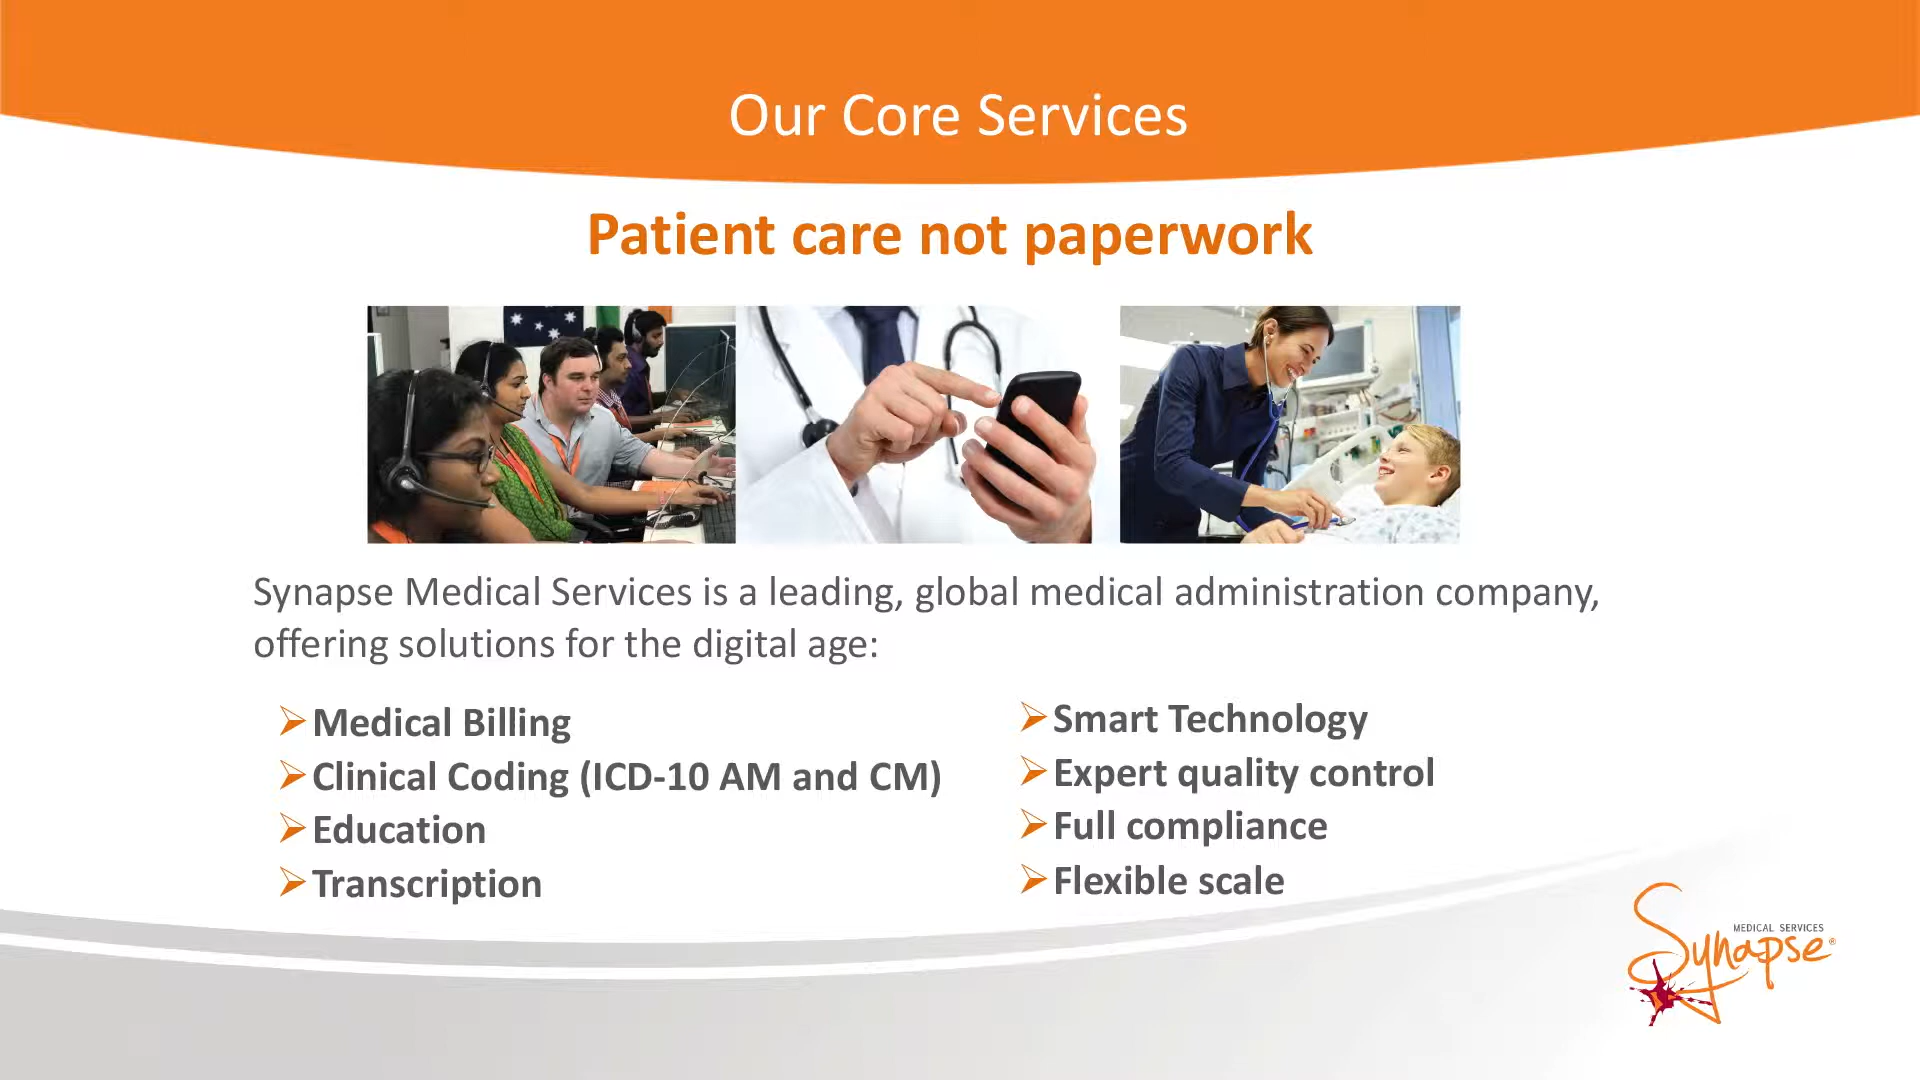 Our Core Services
Patient care not paperwork
Synapse Medical Services is a leading, global medical administration company,
offering solutions for the digital age:
Medical Billing
Clinical Coding (ICD-10 AM and CM)
Education
Transcription
Smart Technology
Expert quality control
Full compliance
Flexible scale
MEDICAL SERVICES
Synapse®